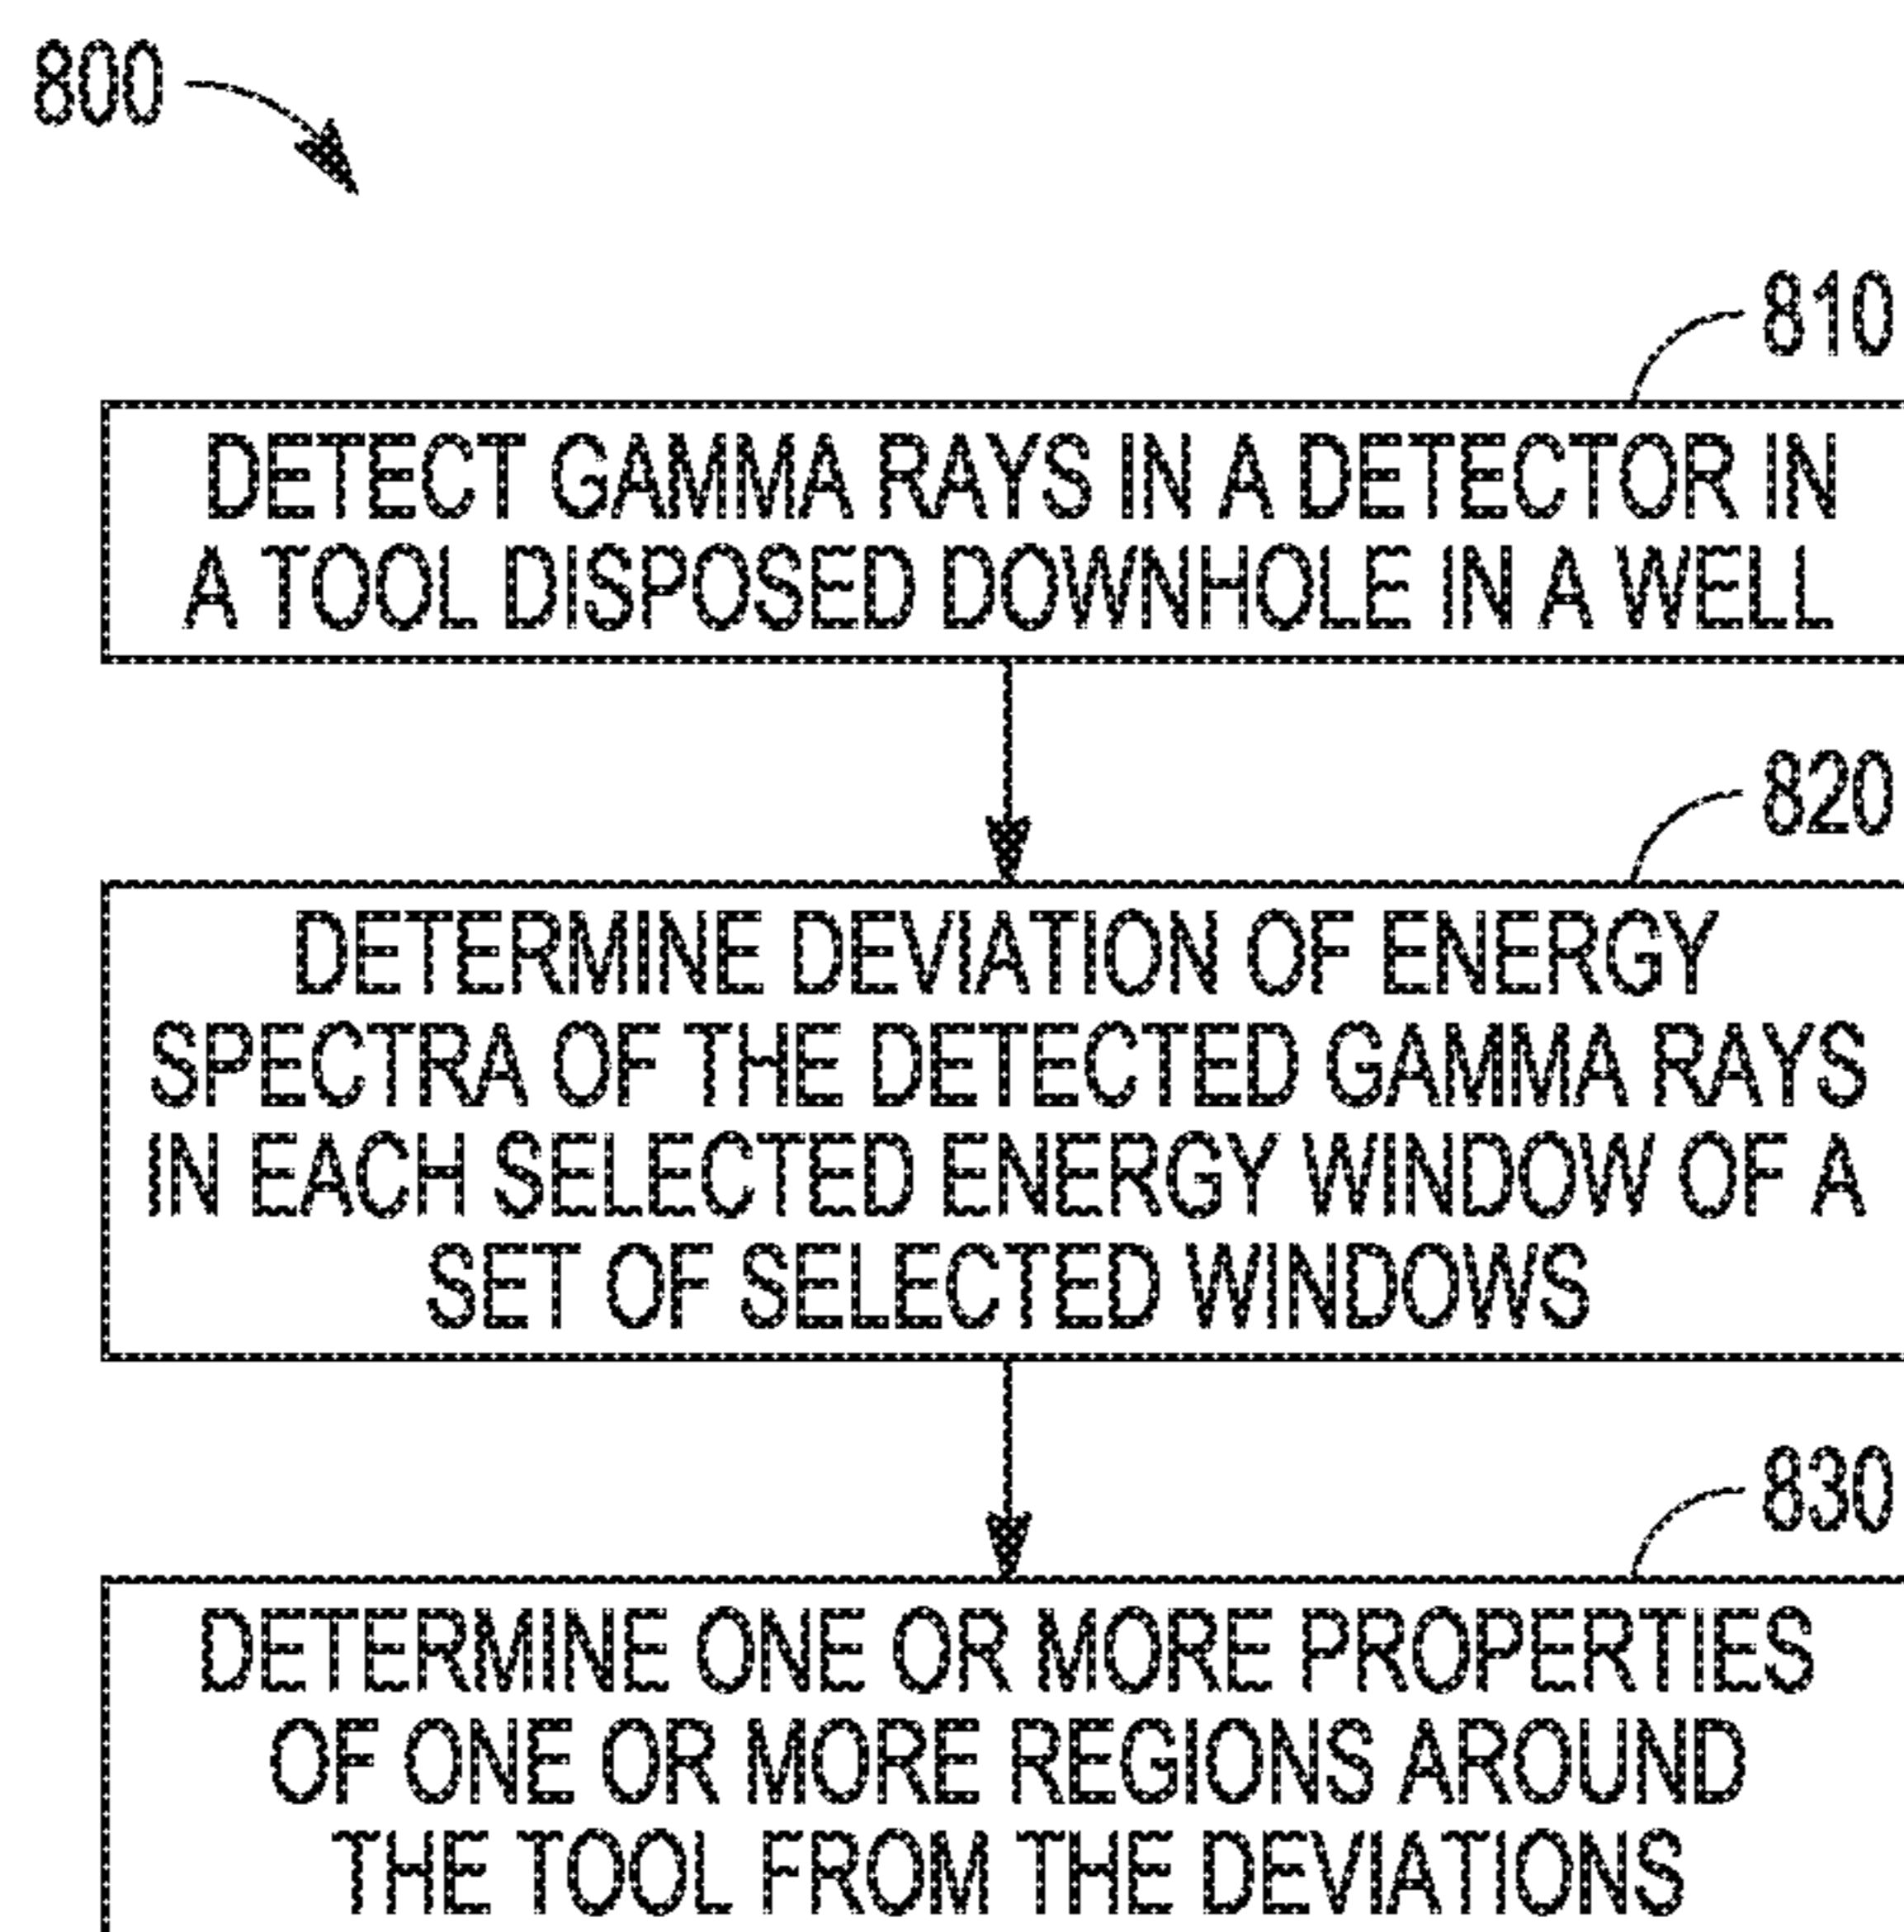 800
810
DETECT GAMMA RAYS IN A DETECTOR IN
A TOOL DISPOSED DOWNHOLE IN A WELL
820
DETERMINE DEVIATION OF ENERGY
SPECTRA OF THE DETECTED GAMMA RAYS
IN EACH SELECTED ENERGY WINDOW OF A
SET OF SELECTED WINDOWS
830
DETERMINE ONE OR MORE PROPERTIES
OF ONE OR MORE REGIONS AROUND
THE TOOL FROM THE DEVIATIONS